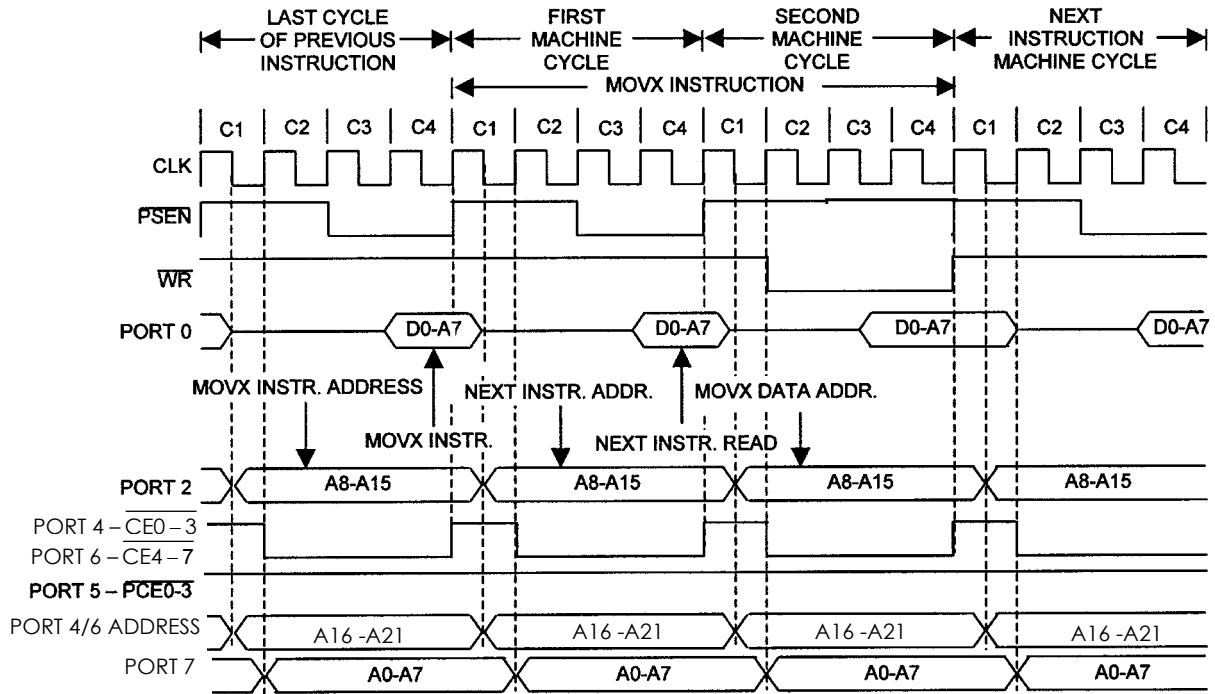 LAST CYCLE
OF PREVIOUS
INSTRUCTION
FIRST
MACHINE
CYCLE
SECOND
MACHINE
CYCLE
NEXT
INSTRUCTION
MACHINE CYCLE
MOVX INSTRUCTION
C1 C2 C3 C4 C1 C2 C3 C4 C1 C2 C3 C4 C1 C2 C3 C4
CLK
PSEN
WR
PORT 0 D0-A7 D0-A7 D0-A7 D0-A7
MOVX INSTR. ADDRESS NEXT INSTR. ADDR. MOVX DATA ADDR.
MOVX INSTR. NEXT INSTR. READ
PORT 2 A8-A15 A8-A15 A8-A15 A8-A15
PORT 4 – CE0 – 3
PORT 6 – CE4 – 7
PORT 5 – PCE0-3
PORT 4/6 ADDRESS A16 -A21 A16 -A21 A16 -A21 A16 -A21
PORT 7 A0-A7 A0-A7 A0-A7 A0-A7